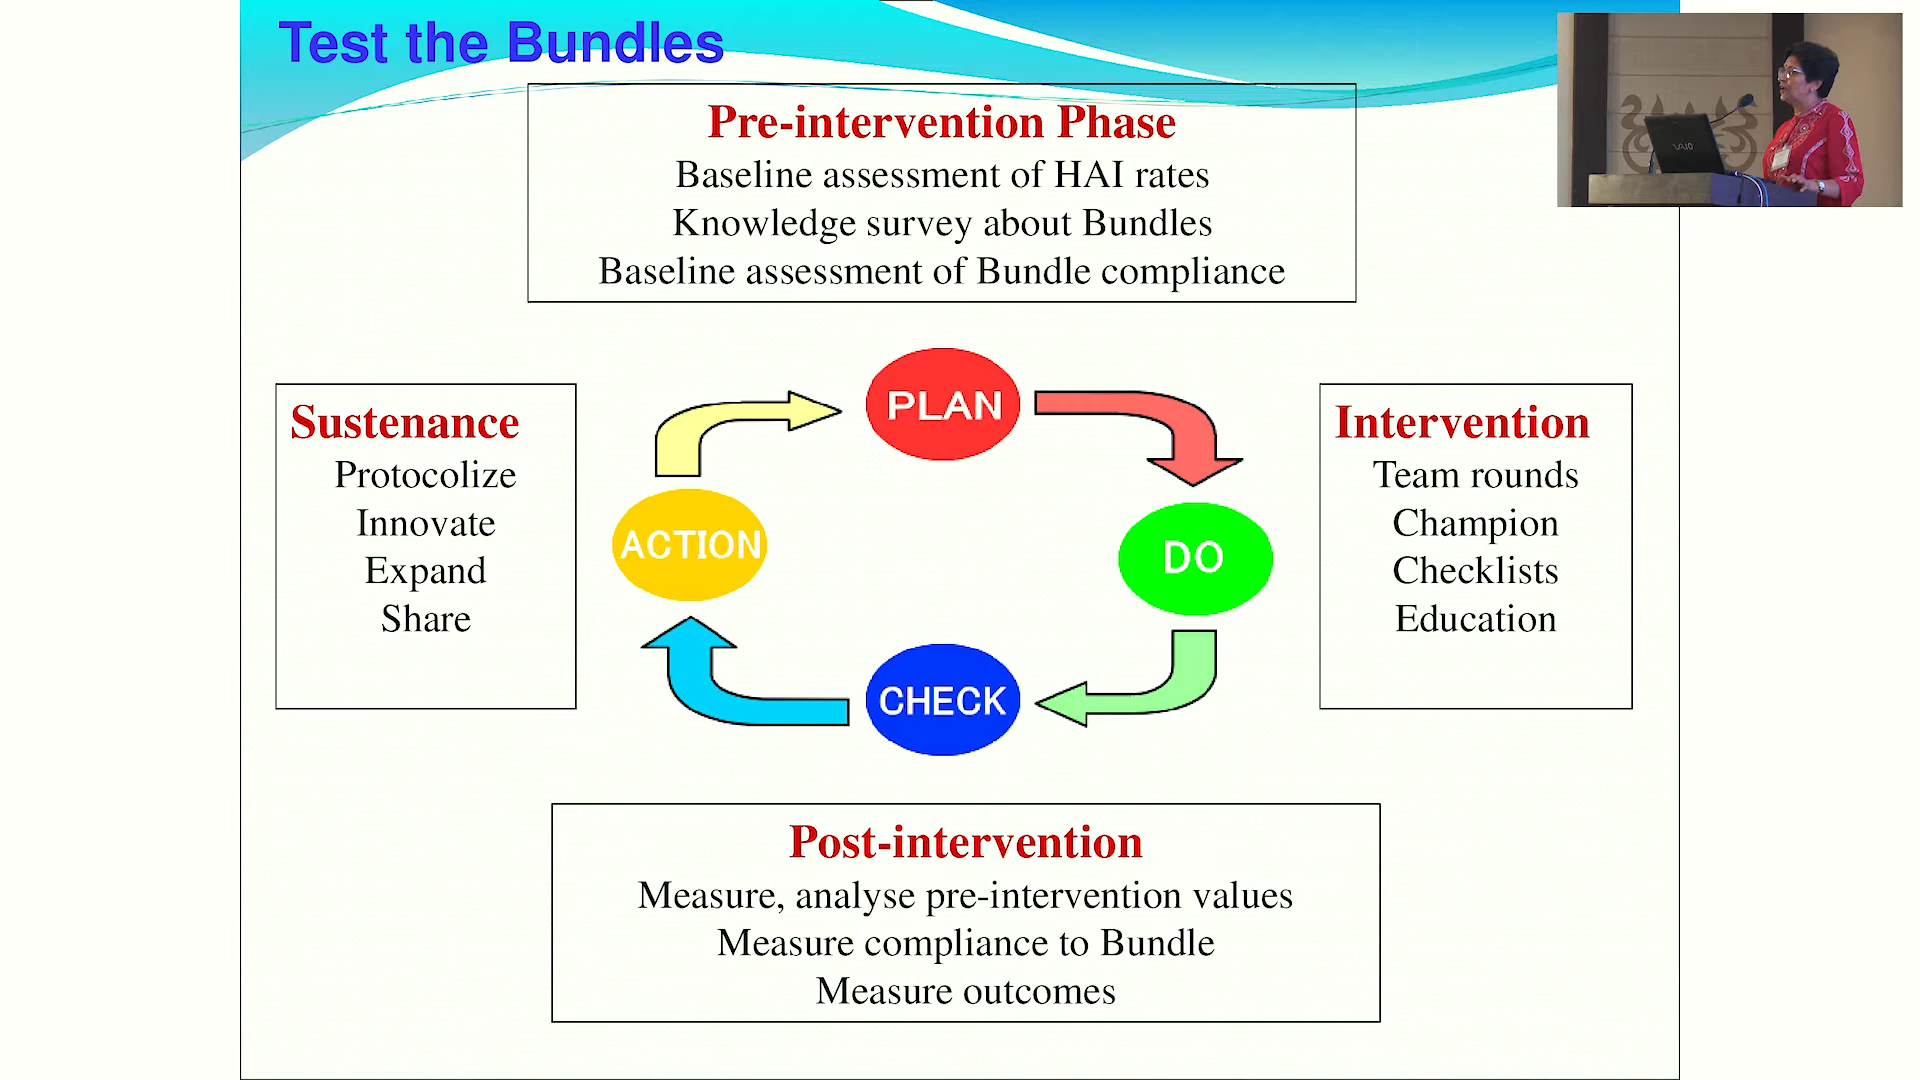 Test the Bundles
Pre-intervention Phase
Baseline assessment of HAI rates
Knowledge survey about Bundles
Baseline assessment of Bundle compliance
Sustenance
Protocolize
Innovate
Expand
Share
PLAN
ACTION
DO
CHECK
Intervention
Team rounds
Champion
Checklists
Education
Post-intervention
Measure, analyse pre-intervention values
Measure compliance to Bundle
Measure outcomes
VAIO